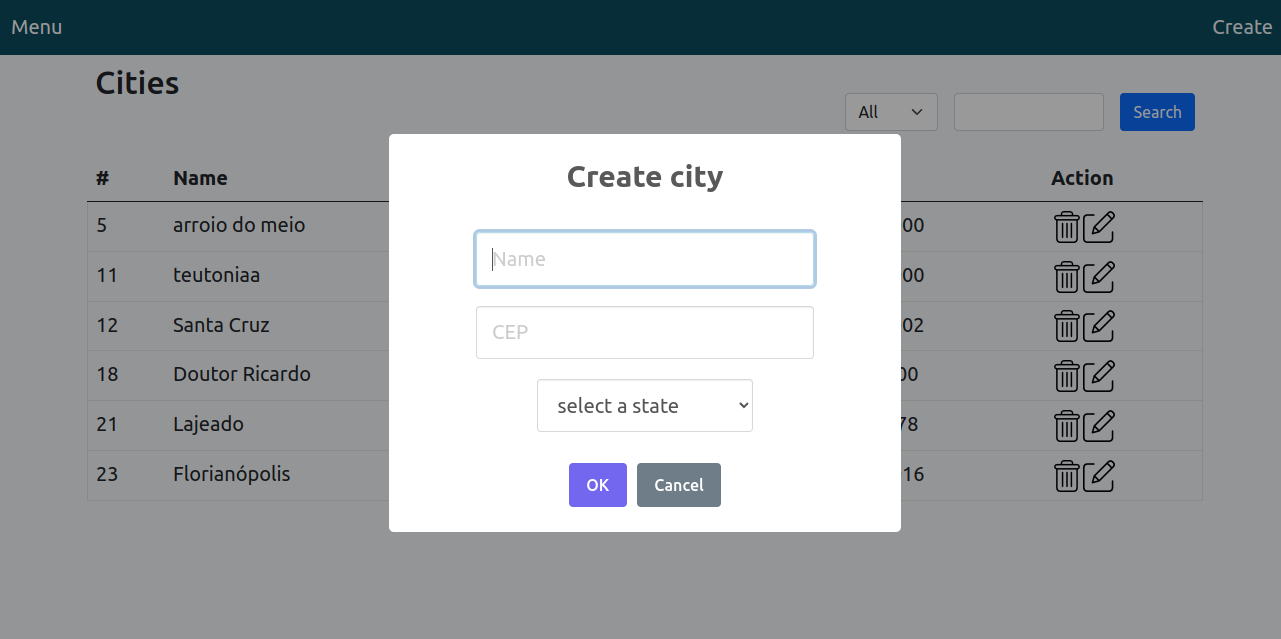 Menu Create
Cities
All Search
# Name Action
Create city
5 arroio do meio 00
Name
11 teutoniaa 00
12 Santa Cruz 02
CEP
18 Doutor Ricardo 00
select a state
21 Lajeado 78
23 Florianópolis 16
OK Cancel